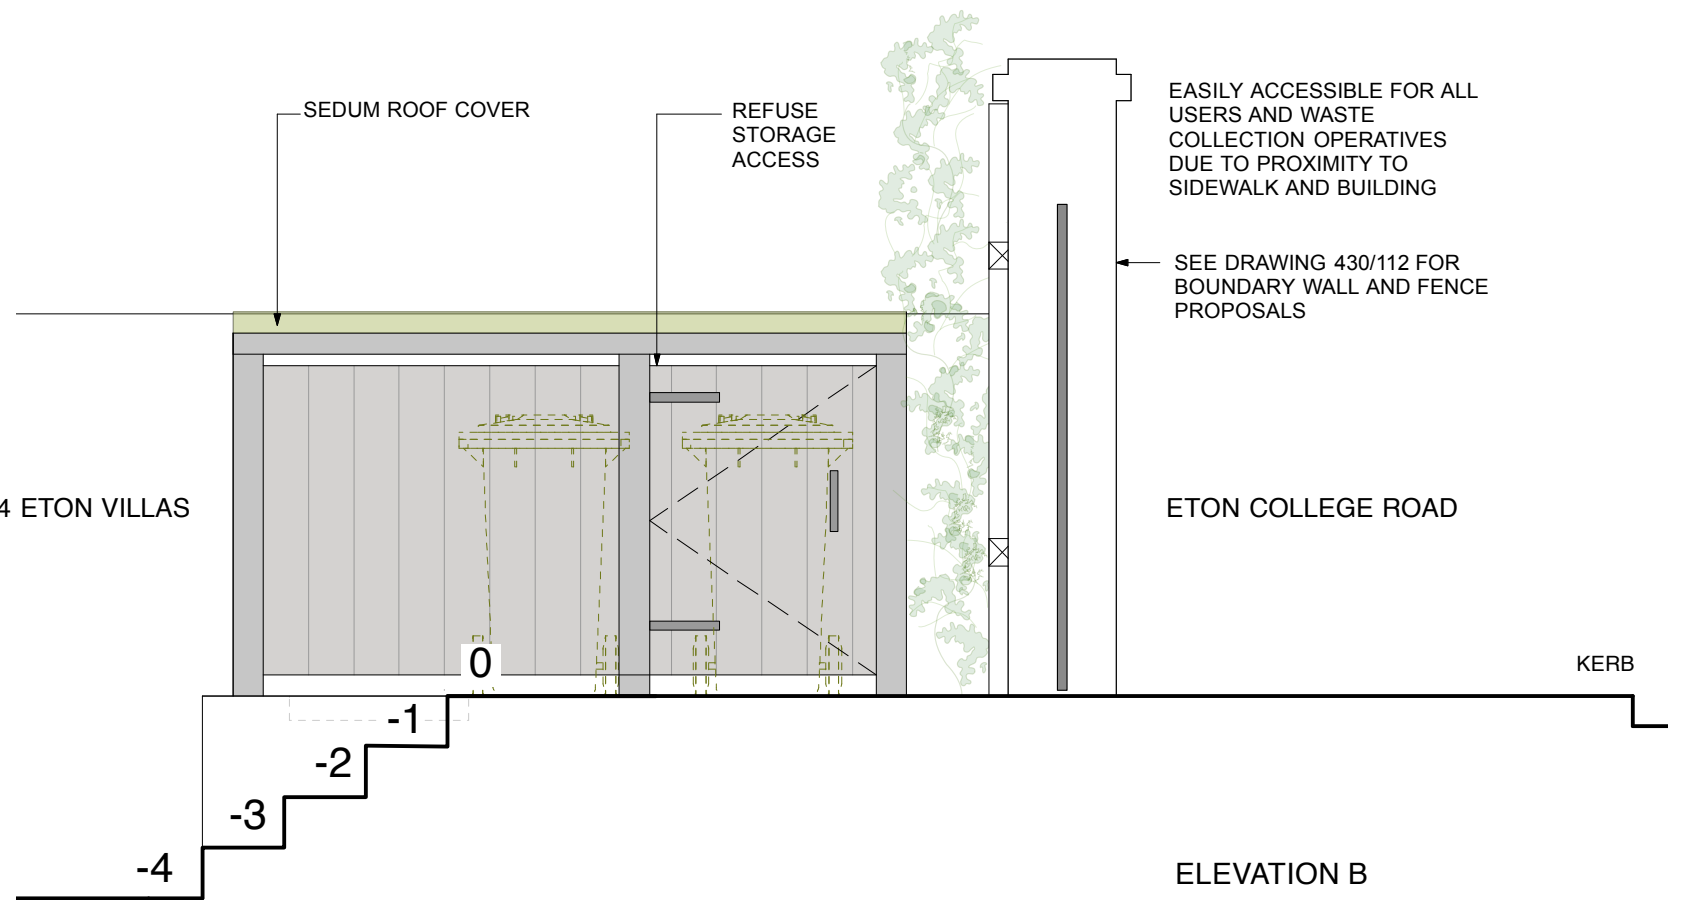 SEDUM ROOF COVER
REFUSE
STORAGE
ACCESS
EASILY ACCESSIBLE FOR ALL
USERS AND WASTE
COLLECTION OPERATIVES
DUE TO PROXIMITY TO
SIDEWALK AND BUILDING
SEE DRAWING 430/112 FOR
BOUNDARY WALL AND FENCE
PROPOSALS
4 ETON VILLAS
ETON COLLEGE ROAD
KERB
0
-1
-2
-3
-4
ELEVATION B